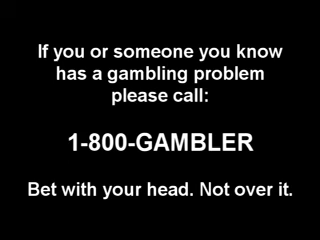 If you or someone you know
has a gambling problem
please call:
1-800-GAMBLER
Bet with your head. Not over it.